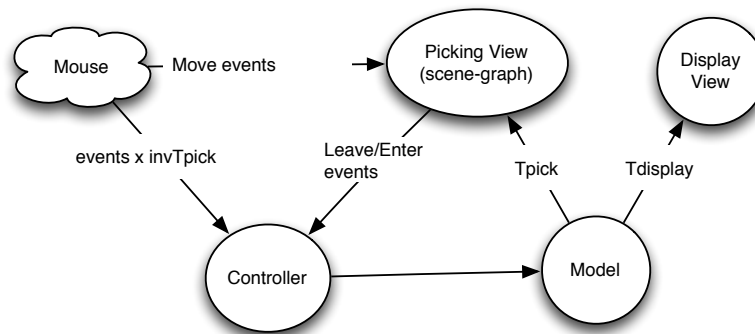 Mouse
Move events
Picking View
(scene-graph)
Display
View
events x invTpick
Leave/Enter
events
Tpick
Tdisplay
Controller
Model